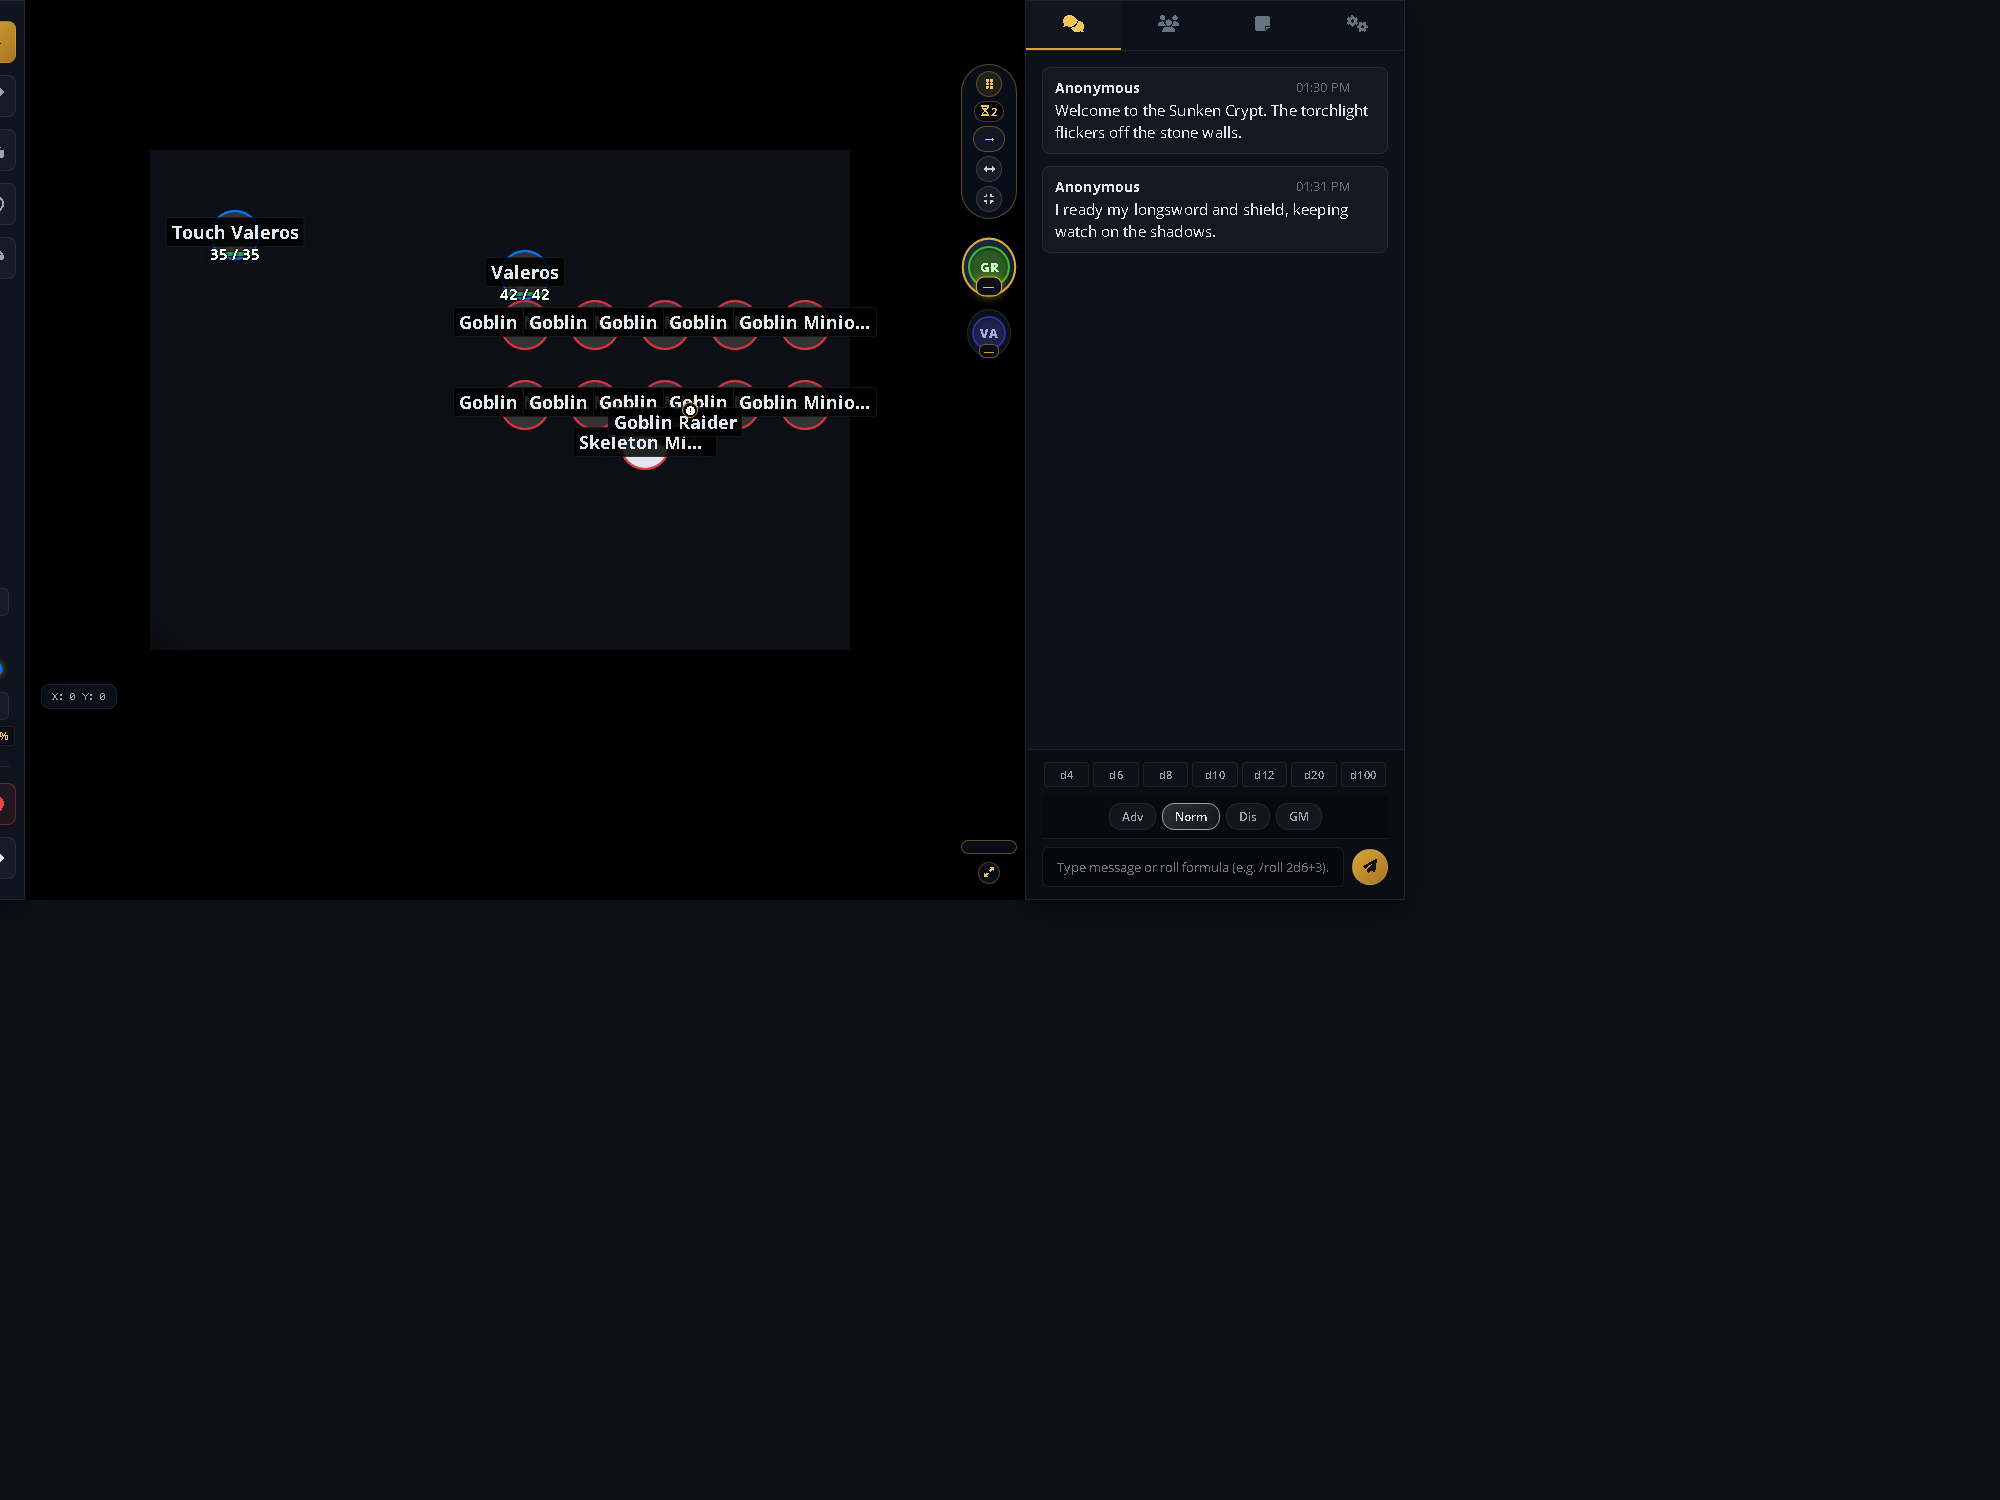 Touch Valeros
35 / 35
Valeros
42 / 42
Goblin Goblin Goblin Goblin Goblin Minio...
Goblin Goblin Goblin Goblin Goblin Minio...
Goblin Raider
Skeleton Mi...
X: 0 Y: 0
%
2
GR
VA
Anonymous 01:30 PM
Welcome to the Sunken Crypt. The torchlight
flickers off the stone walls.
Anonymous 01:31 PM
I ready my longsword and shield, keeping
watch on the shadows.
d4 d6 d8 d10 d12 d20 d100
Adv Norm Dis GM
Type message or roll formula (e.g. /roll 2d6+3).